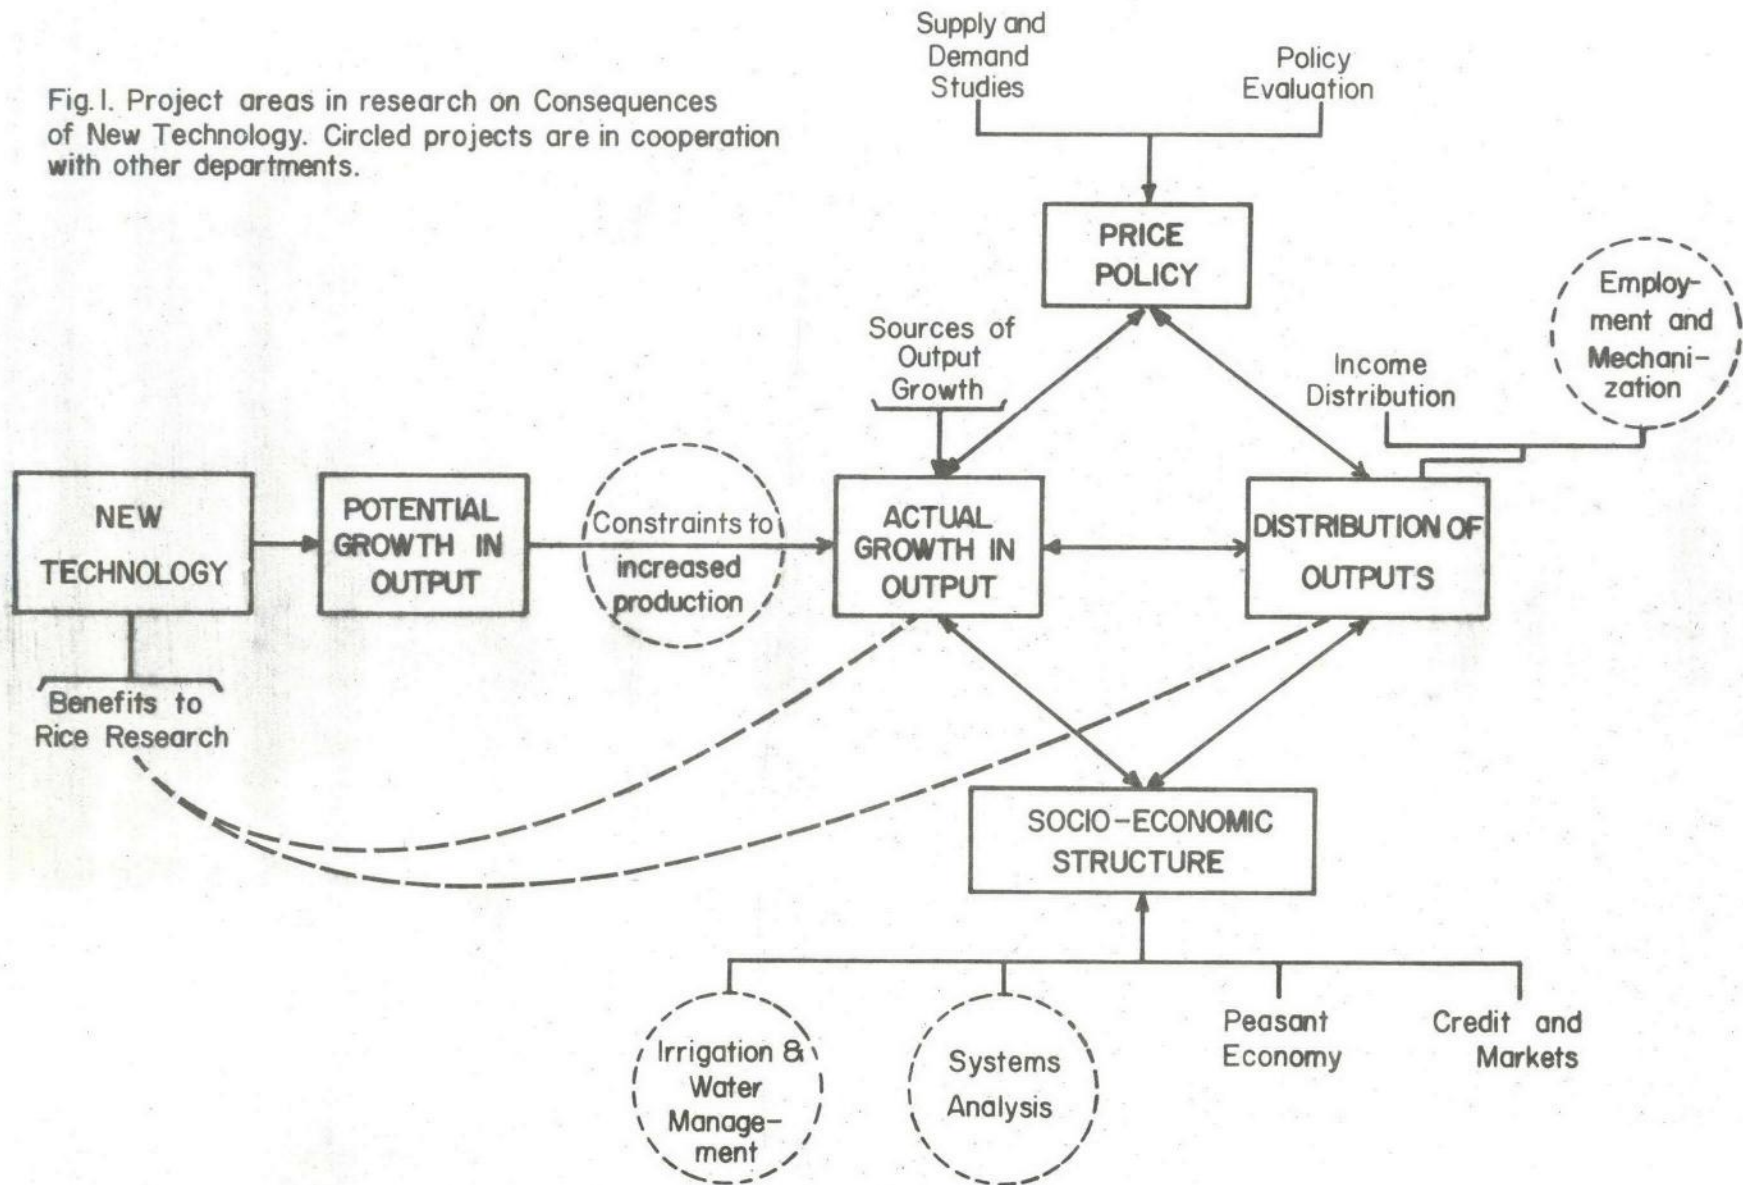 Fig. 1. Project areas in research on Consequences
of New Technology. Circled projects are in cooperation
with other departments.
Supply and
Demand
Studies
Policy
Evaluation
PRICE
POLICY
Employ-
ment and
Mechani-
zation
Sources of
Output
Growth
Income
Distribution
NEW
TECHNOLOGY
POTENTIAL
GROWTH IN
OUTPUT
Constraints to
increased
production
ACTUAL
GROWTH IN
OUTPUT
DISTRIBUTION OF
OUTPUTS
Benefits to
Rice Research
SOCIO-ECONOMIC
STRUCTURE
Irrigation &
Water
Manage-
ment
Systems
Analysis
Peasant
Economy
Credit and
Markets